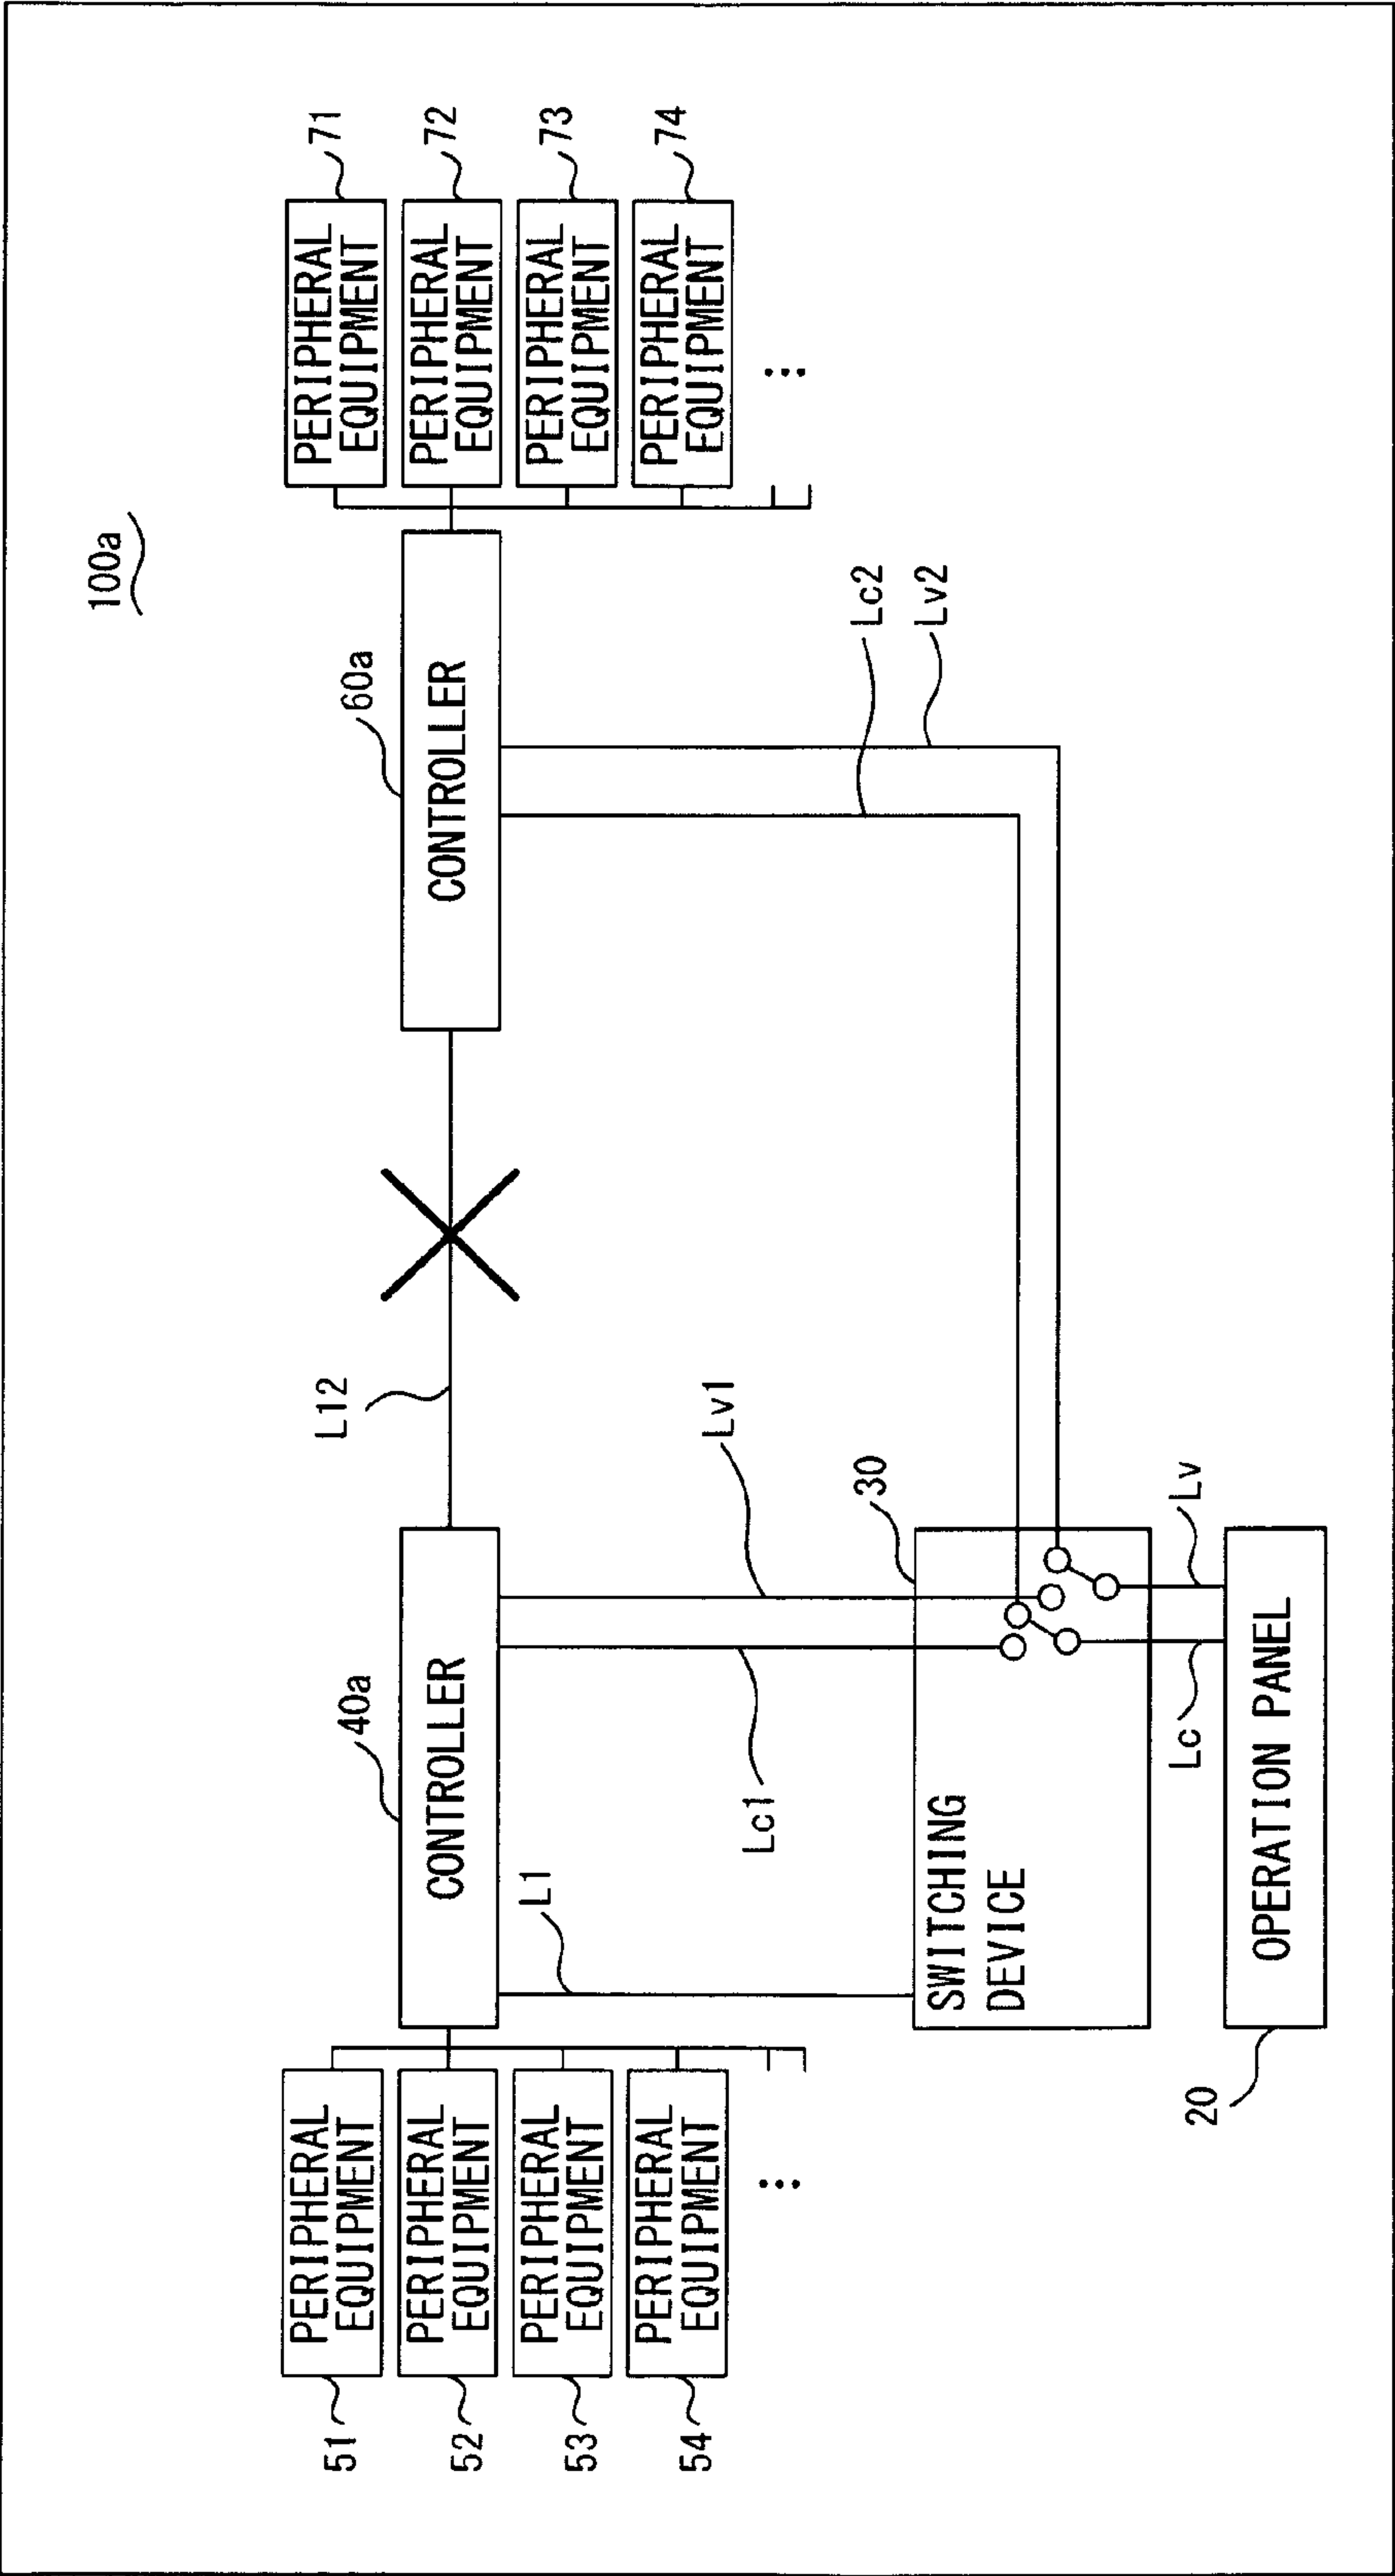 100a
51
PERIPHERAL
EQUIPMENT
52
PERIPHERAL
EQUIPMENT
53
PERIPHERAL
EQUIPMENT
54
PERIPHERAL
EQUIPMENT
40a
CONTROLLER
L12
60a
CONTROLLER
PERIPHERAL
EQUIPMENT
71
PERIPHERAL
EQUIPMENT
72
PERIPHERAL
EQUIPMENT
73
PERIPHERAL
EQUIPMENT
74
L1
Lc1
Lv1
Lc2
Lv2
30
SWITCHING
DEVICE
Lc
Lv
20
OPERATION PANEL